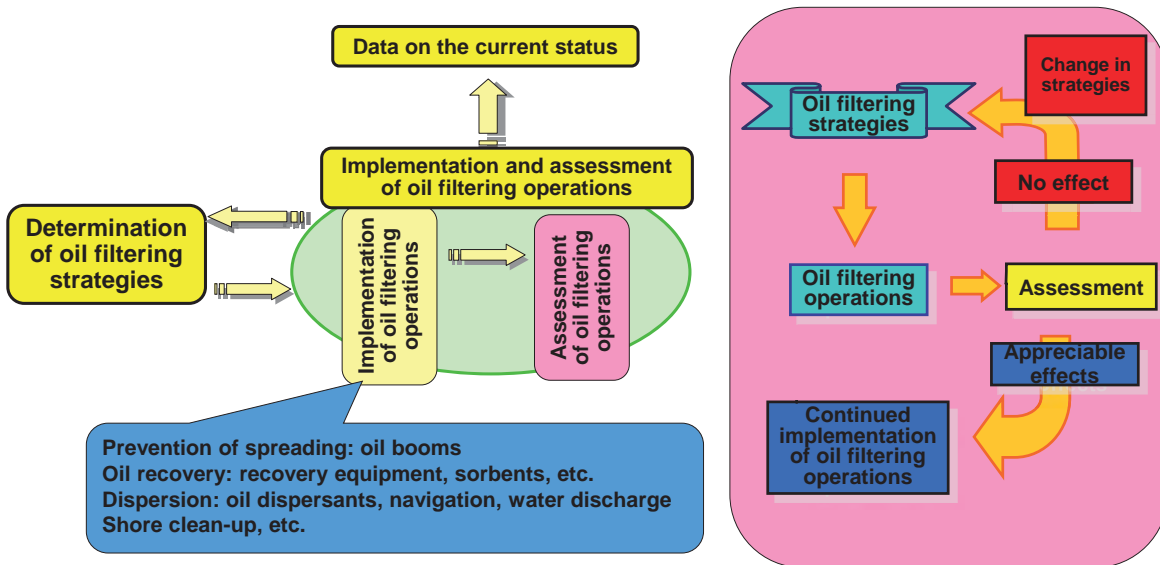 Data on the current status
Implementation and assessment
of oil filtering operations
Determination
of oil filtering
strategies
Implementation
of oil filtering
operations
Assessment
of oil filtering
operations
Prevention of spreading: oil booms
Oil recovery: recovery equipment, sorbents, etc.
Dispersion: oil dispersants, navigation, water discharge
Shore clean-up, etc.
Change in
strategies
Oil filtering
strategies
No effect
Oil filtering
operations
Assessment
Appreciable
effects
Continued
implementation
of oil filtering
operations